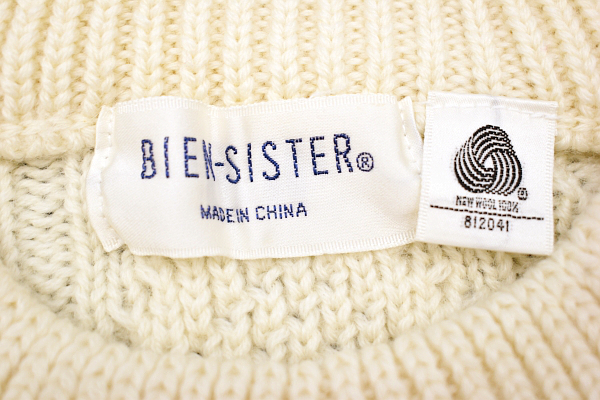 BIEN-SISTER®
MADE IN CHINA
NEW WOOL 100%
812041